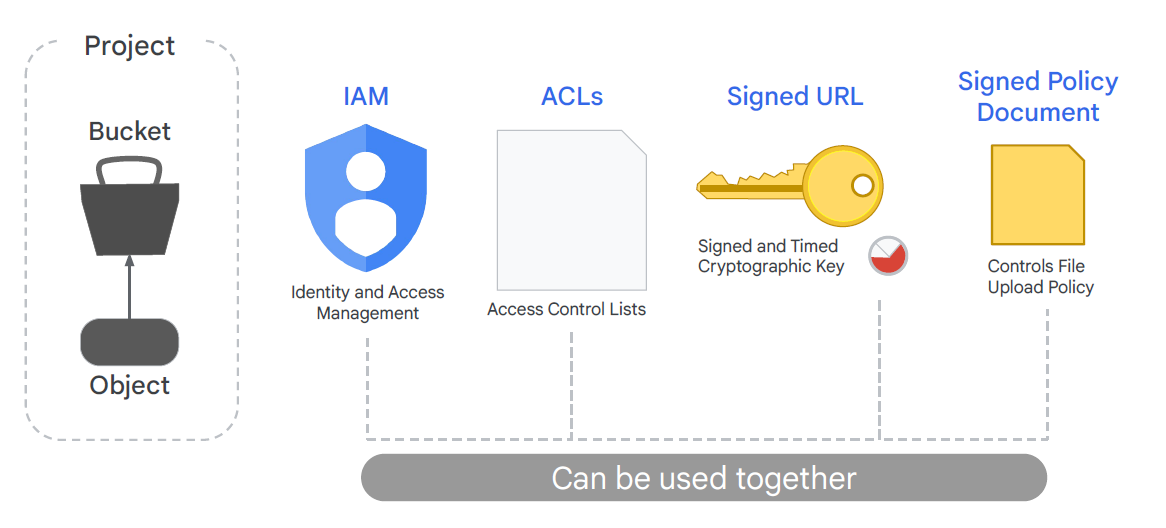 Project
Bucket
Object
IAM
Identity and Access
Management
ACLs
Access Control Lists
Signed URL
Signed and Timed
Cryptographic Key
Signed Policy
Document
Controls File
Upload Policy
Can be used together